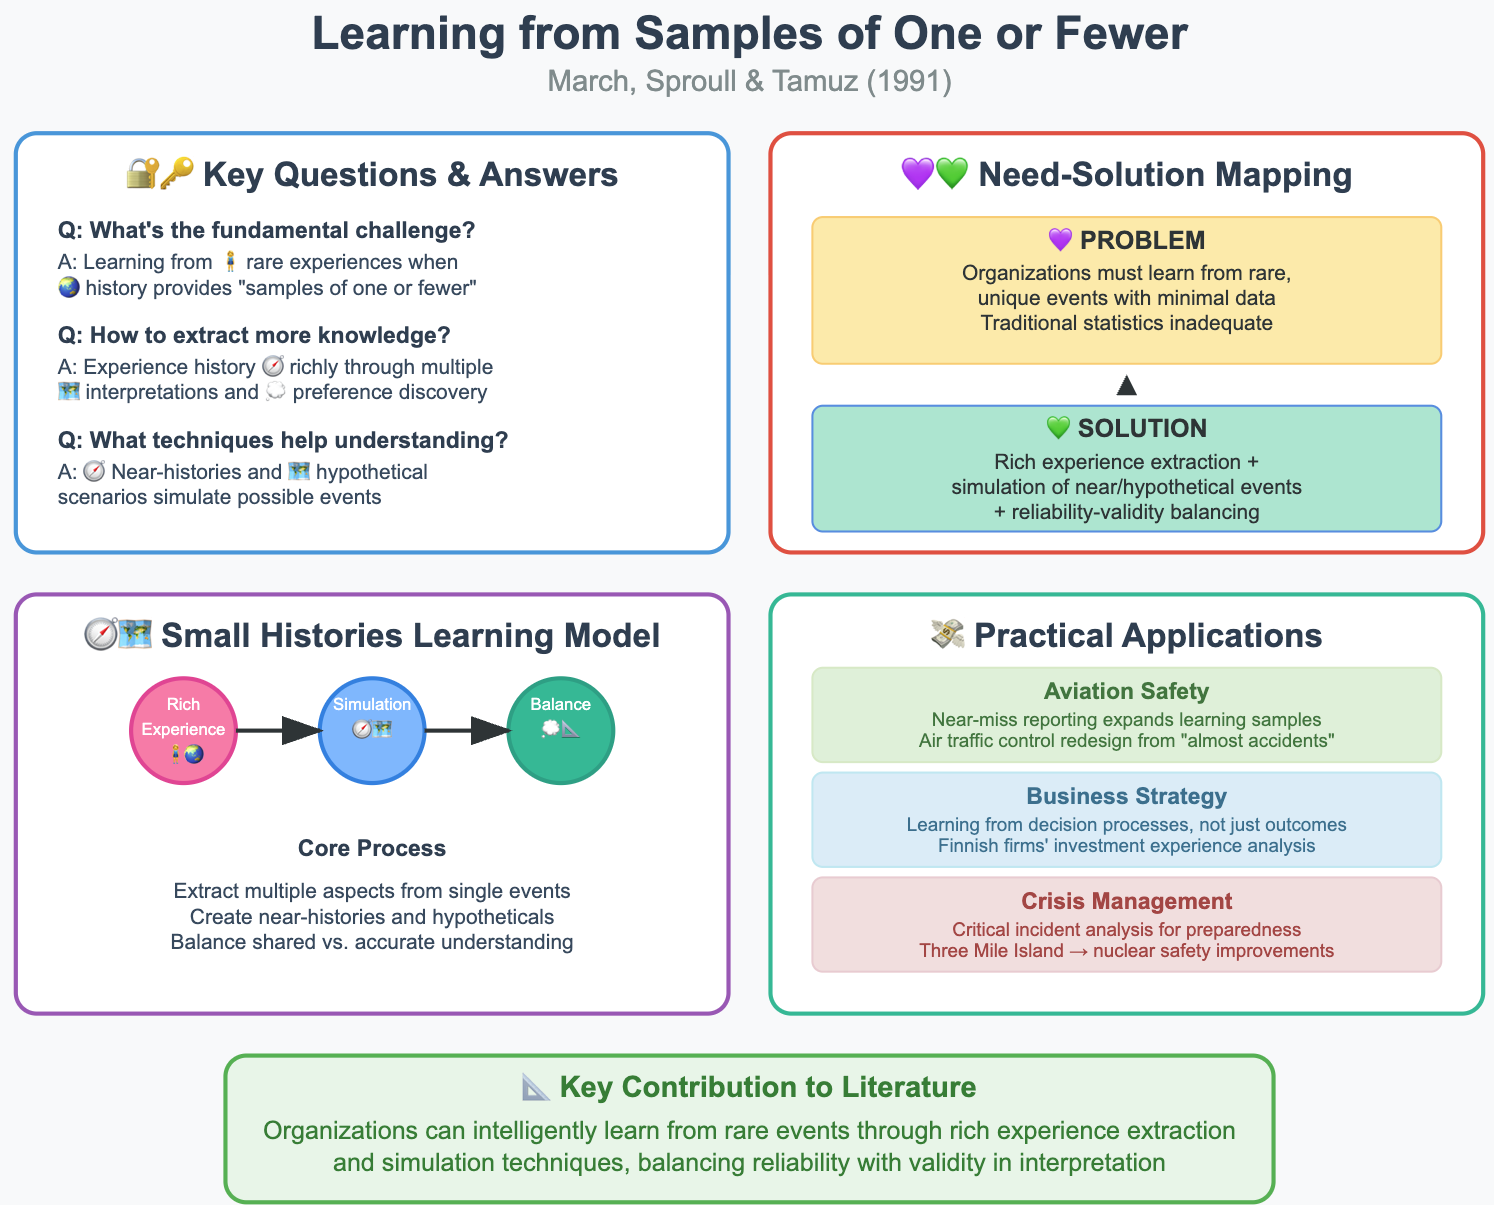 Learning from Samples of One or Fewer
March, Sproull & Tamuz (1991)
🔐🔑 Key Questions & Answers
Q: What's the fundamental challenge?
A: Learning from 🧍 rare experiences when
🌏 history provides "samples of one or fewer"
Q: How to extract more knowledge?
A: Experience history 🧭 richly through multiple
🗺️ interpretations and 💭 preference discovery
Q: What techniques help understanding?
A: 🧭 Near-histories and 🗺️ hypothetical
scenarios simulate possible events
💜💚 Need-Solution Mapping
💜 PROBLEM
Organizations must learn from rare,
unique events with minimal data
Traditional statistics inadequate
▲
💚 SOLUTION
Rich experience extraction +
simulation of near/hypothetical events
+ reliability-validity balancing
🧭🗺️ Small Histories Learning Model
Rich
Experience
🧍🌏
Simulation
🧭🗺️
Balance
💭📐
Core Process
Extract multiple aspects from single events
Create near-histories and hypotheticals
Balance shared vs. accurate understanding
💸 Practical Applications
Aviation Safety
Near-miss reporting expands learning samples
Air traffic control redesign from "almost accidents"
Business Strategy
Learning from decision processes, not just outcomes
Finnish firms' investment experience analysis
Crisis Management
Critical incident analysis for preparedness
Three Mile Island → nuclear safety improvements
📐 Key Contribution to Literature
Organizations can intelligently learn from rare events through rich experience extraction
and simulation techniques, balancing reliability with validity in interpretation